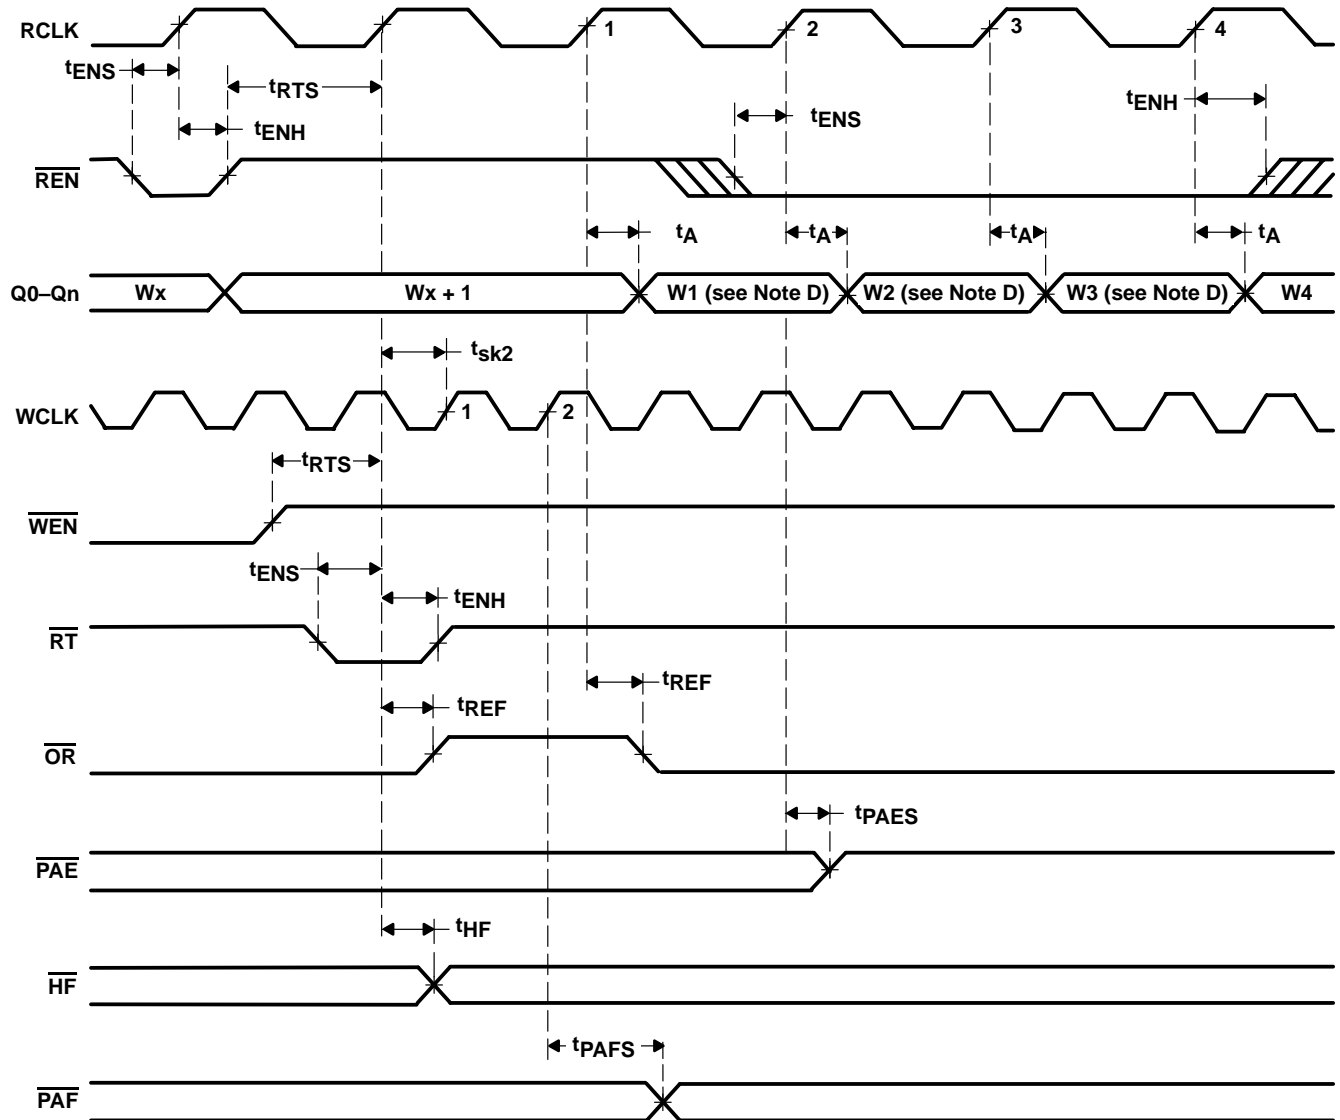 RCLK
1
2
3
4
tENS
tRTS
tENH
tENH
tENS
REN
tA
tA
tA
tA
Q0–Qn
Wx
Wx + 1
W1 (see Note D)
W2 (see Note D)
W3 (see Note D)
W4
tsk2
WCLK
1
2
tRTS
WEN
tENS
tENH
RT
tREF
tREF
OR
tPAES
PAE
tHF
HF
tPAFS
PAF